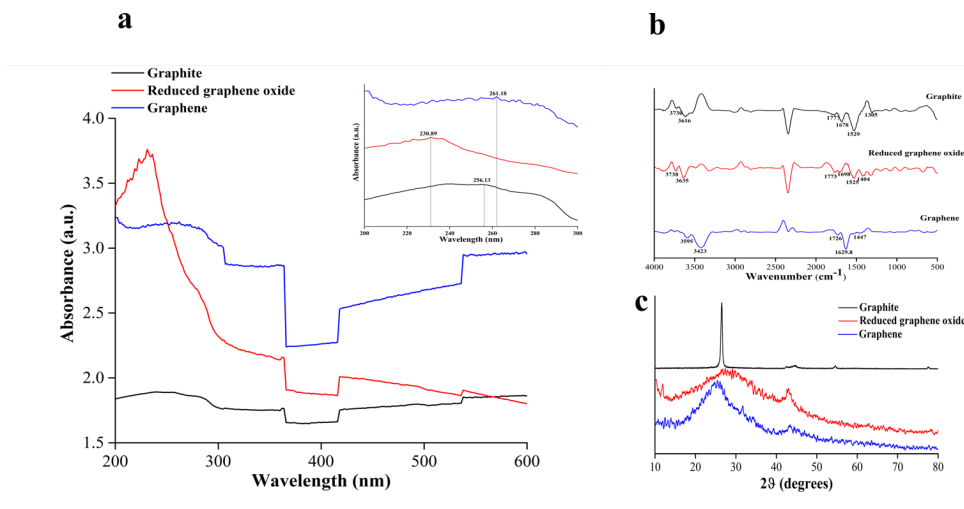 a
Graphite
Reduced graphene oxide
Graphene
4.0
3.5
3.0
2.5
2.0
1.5
200 300 400 500 600
Absorbance (a.u.)
Wavelength (nm)
261.18
230.89
256.13
Absorbance (a.u.)
200 220 240 260 280 300
Wavelength (nm)
b
Graphite
3738
3616
1773
1678
1529
1305
Reduced graphene oxide
3738
3635
1773
1698
1525
1404
Graphene
3595
3423
1726
1629.8
1447
4000 3500 3000 2500 2000 1500 1000 500
Wavenumber (cm-1)
c
Graphite
Reduced graphene oxide
Graphene
10 20 30 40 50 60 70 80
2ϑ (degrees)